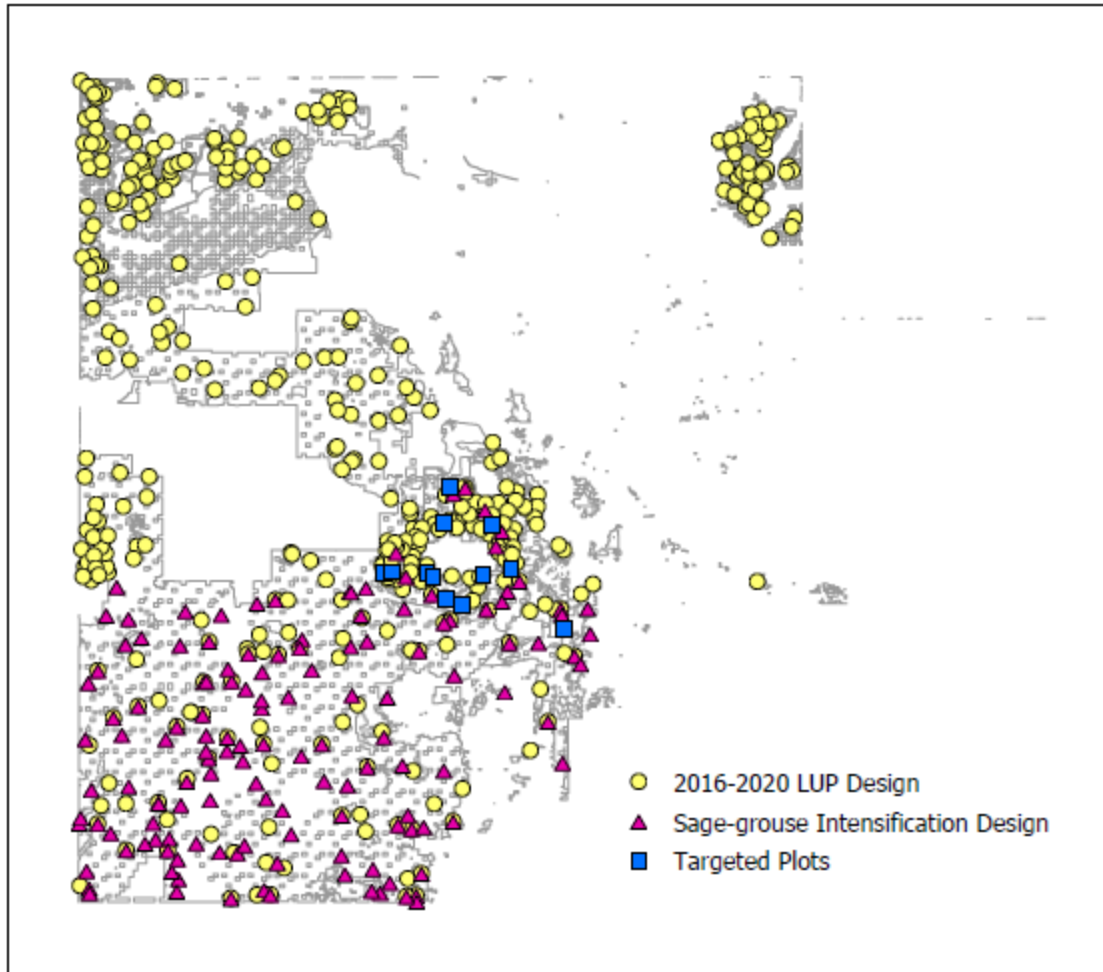 2016-2020 LUP Design
Sage-grouse Intensification Design
Targeted Plots